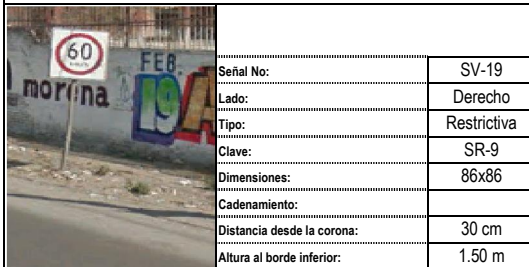 60
FEB.
morena
19
Señal No: SV-19
Lado: Derecho
Tipo: Restrictiva
Clave: SR-9
Dimensiones: 86x86
Cadenamiento:
Distancia desde la corona: 30 cm
Altura al borde inferior: 1.50 m